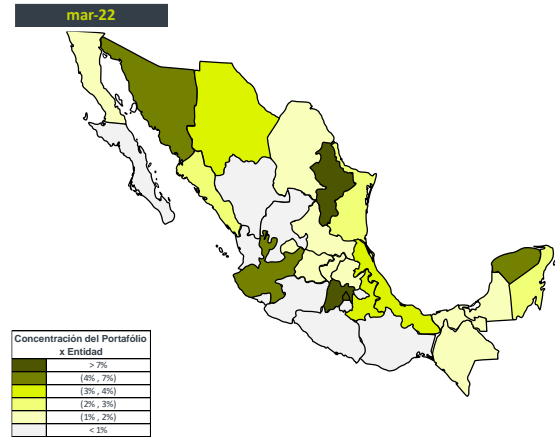 mar-22
Concentración del Portafólio
x Entidad
> 7%
(4% , 7%)
(3% , 4%)
(2% , 3%)
(1% , 2%)
< 1%